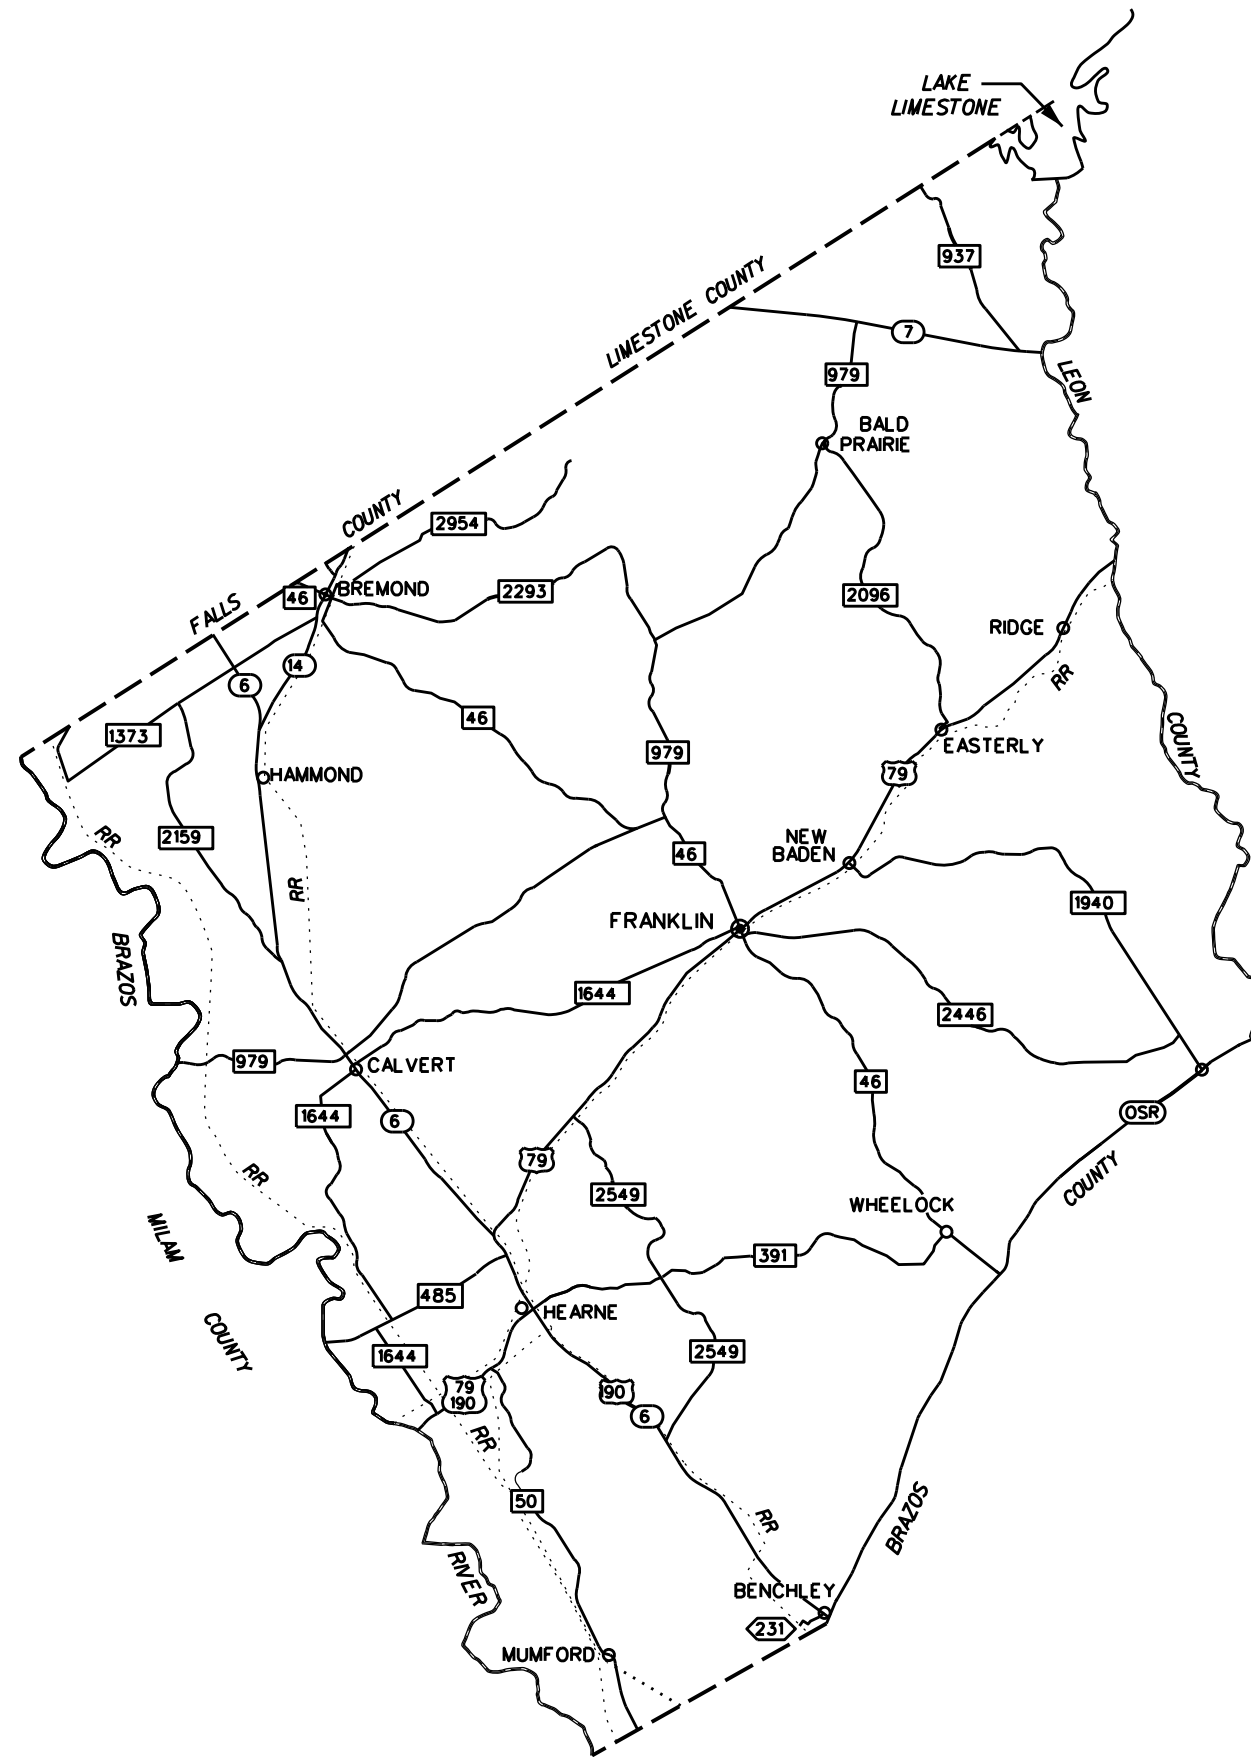 LAKE
LIMESTONE
937
LIMESTONE COUNTY
7
979
LEON
BALD
PRAIRIE
COUNTY
2954
FALLS
46
BREMOND
2293
2096
RIDGE
14
6
RR
1373
46
979
EASTERLY
COUNTY
HAMMOND
79
RR
2159
NEW
BADEN
46
RR
1940
FRANKLIN
BRAZOS
1644
2446
979
CALVERT
46
1644
6
OSR
79
RR
2549
COUNTY
WHEELOCK
MILAM
391
485
HEARNE
COUNTY
1644
2549
79
190
90
6
RR
50
RR
BRAZOS
RIVER
BENCHLEY
231
MUMFORD